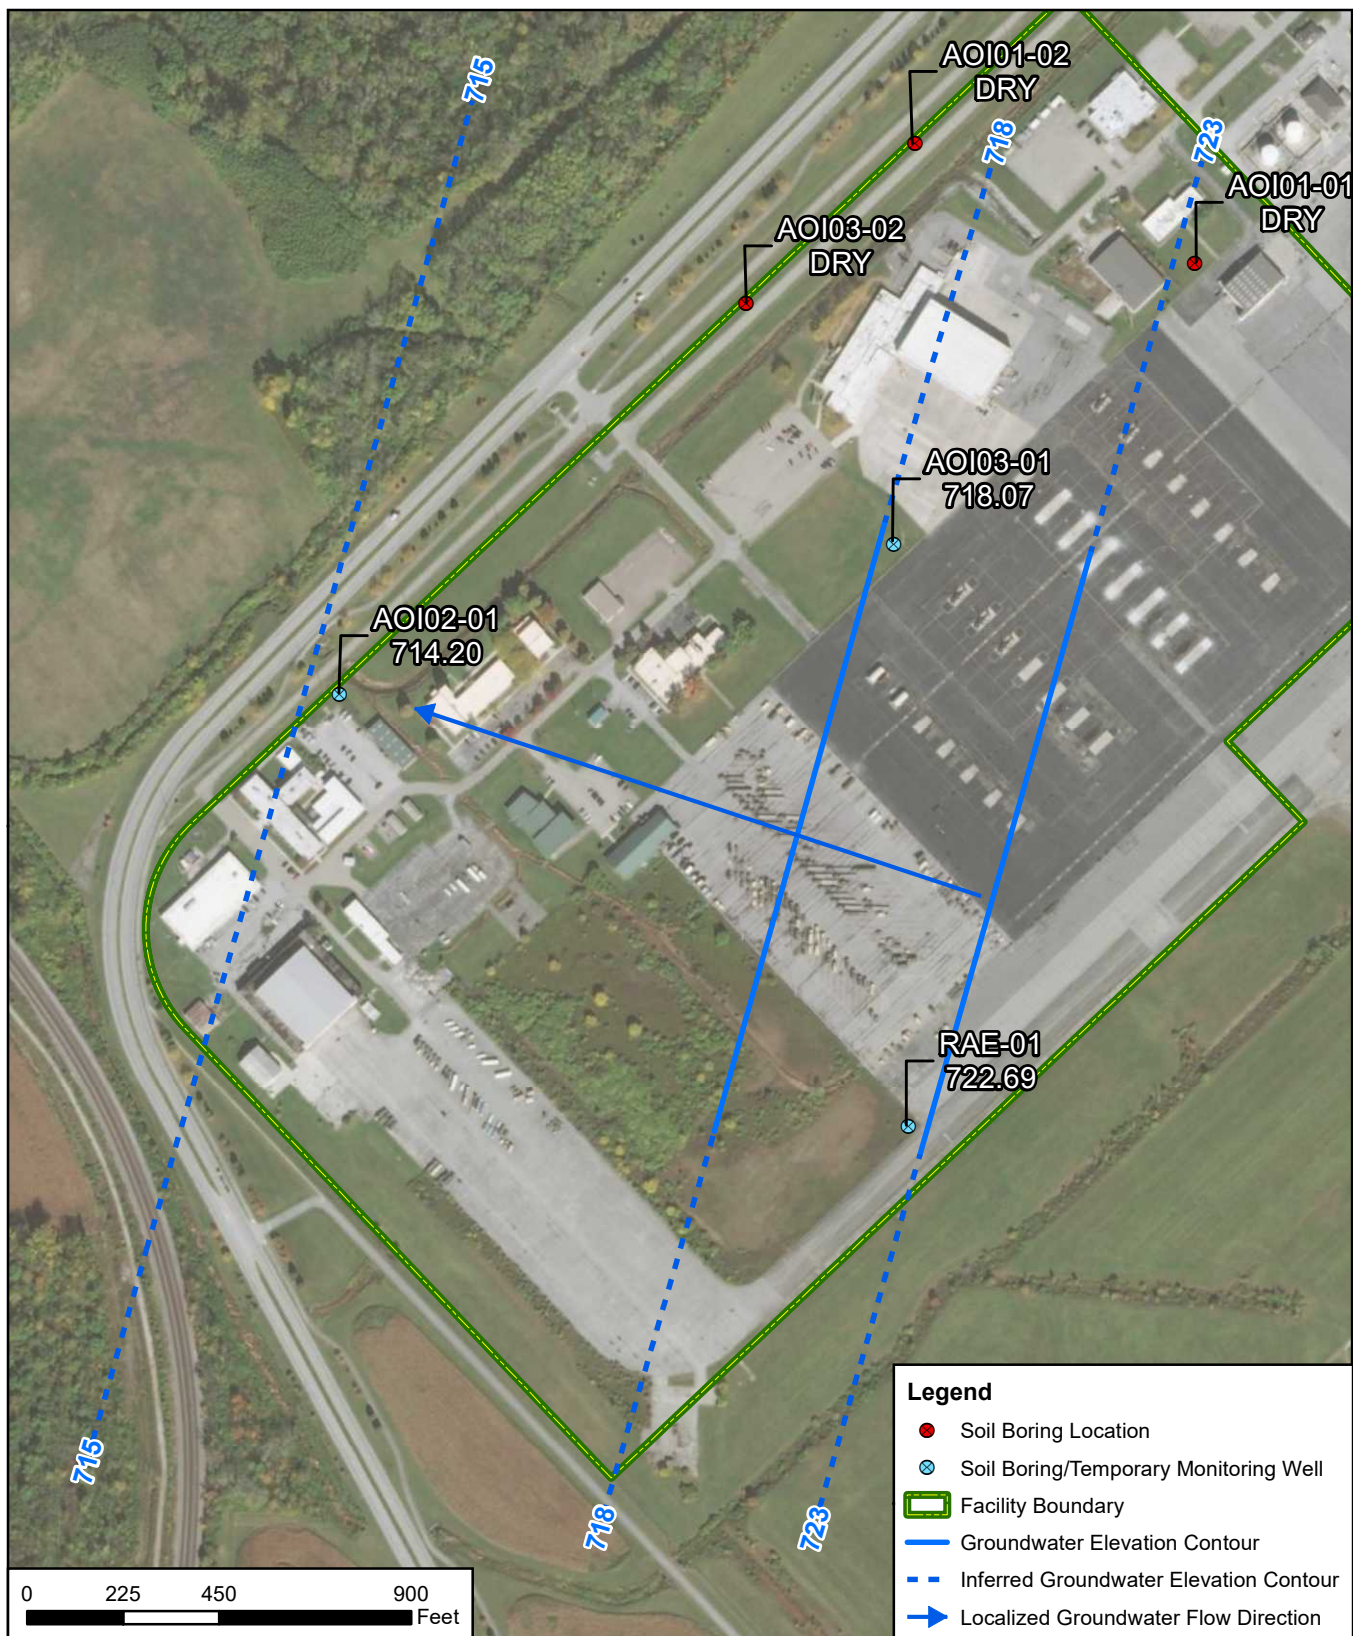 715
AOI01-02
DRY
718
723
AOI01-01
DRY
AOI03-02
DRY
AOI03-01
718.07
AOI02-01
714.20
RAE-01
722.69
715
718
723
Legend
Soil Boring Location
Soil Boring/Temporary Monitoring Well
Facility Boundary
Groundwater Elevation Contour
Inferred Groundwater Elevation Contour
Localized Groundwater Flow Direction
0 225 450 900
Feet